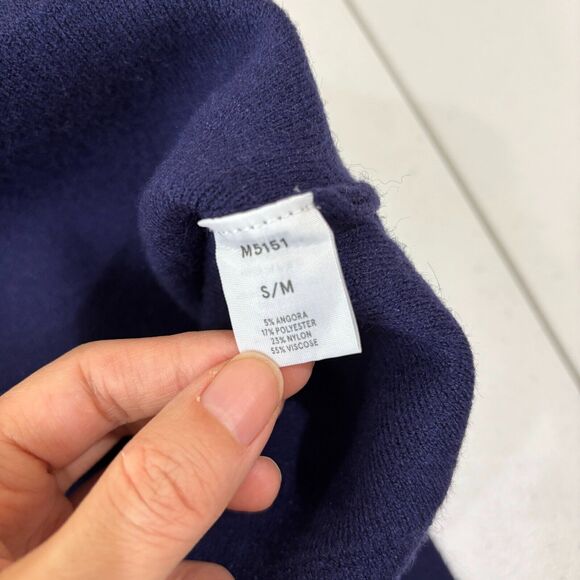 M5151
S/M
5% ANGORA
17% POLYESTER
23% NYLON
55% VISCOSE